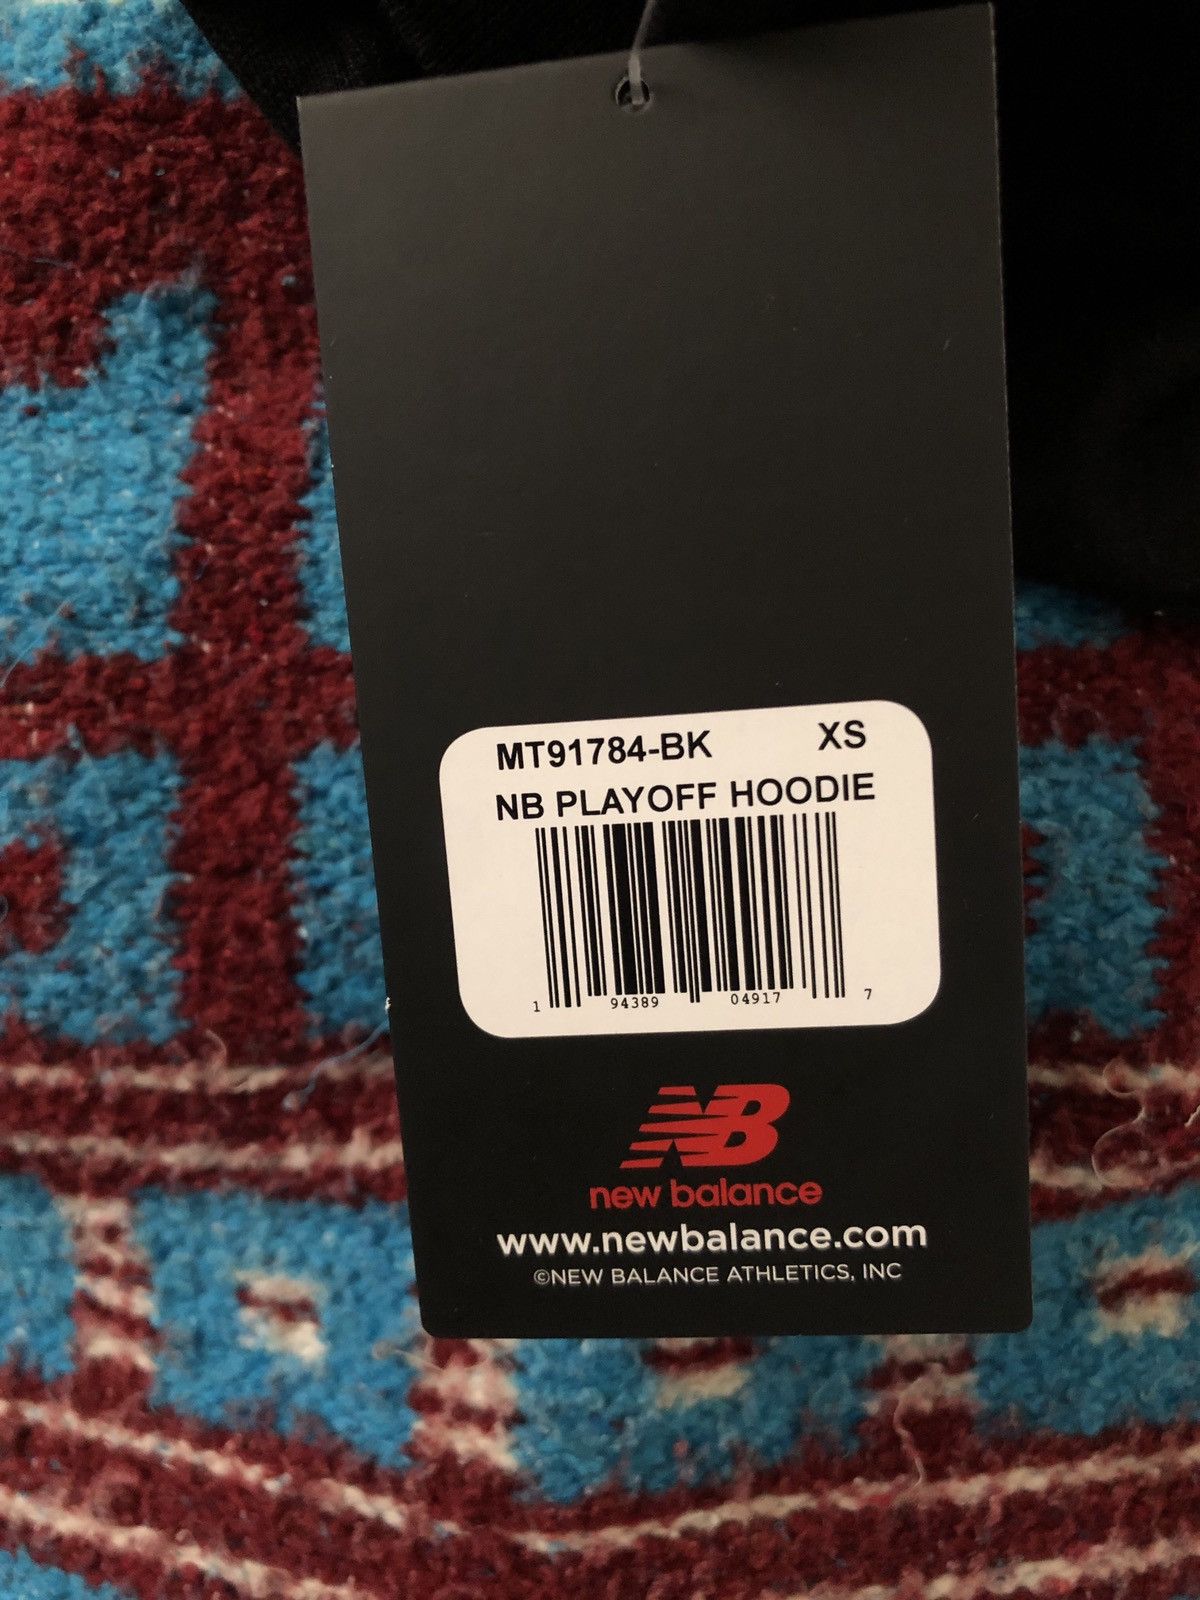 MT91784-BK XS
NB PLAYOFF HOODIE
1 94389 04917 7
NB
new balance
www.newbalance.com
©NEW BALANCE ATHLETICS, INC